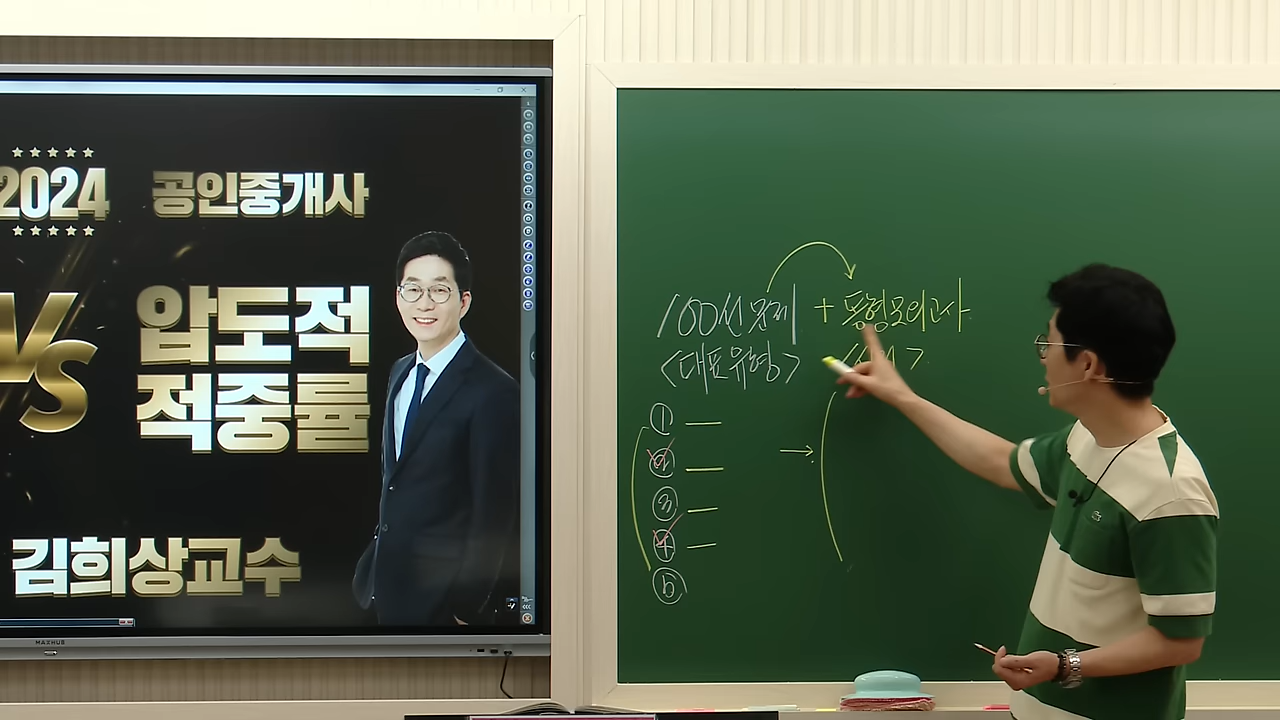 2024 공인중개사
VS
압도적
적중률
김희상교수
MAXHUB
100선 문제 + 동형모의고사
<대표유형>
①
②
③
④
⑤